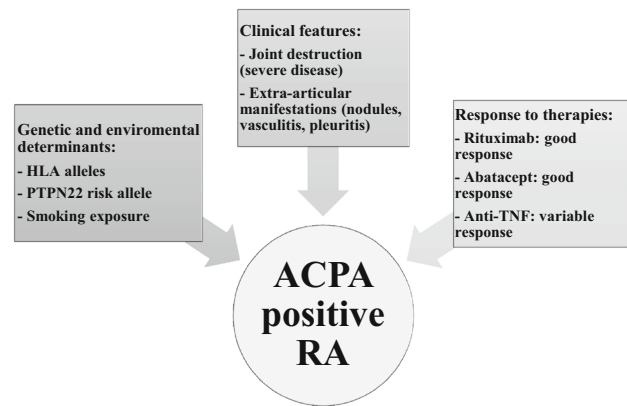 Clinical features:
- Joint destruction
(severe disease)
- Extra-articular
manifestations (nodules,
vasculitis, pleuritis)
Genetic and enviromental
determinants:
- HLA alleles
- PTPN22 risk allele
- Smoking exposure
Response to therapies:
- Rituximab: good
response
- Abatacept: good
response
- Anti-TNF: variable
response
ACPA
positive
RA